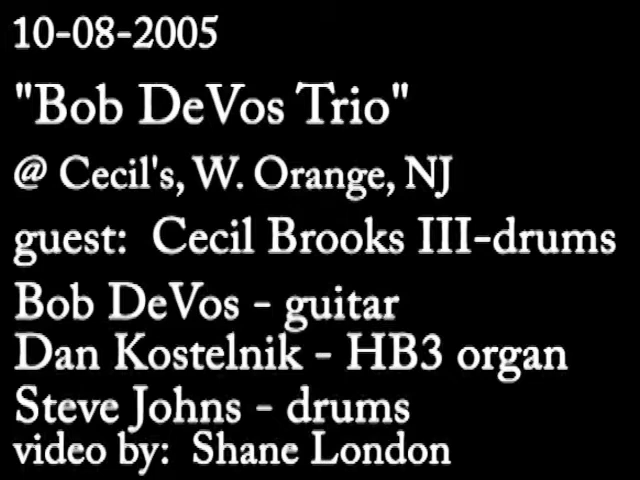 10-08-2005
"Bob DeVos Trio"
@ Cecil's, W. Orange, NJ
guest:  Cecil Brooks III-drums
Bob DeVos - guitar
Dan Kostelnik - HB3 organ
Steve Johns - drums
video by:  Shane London